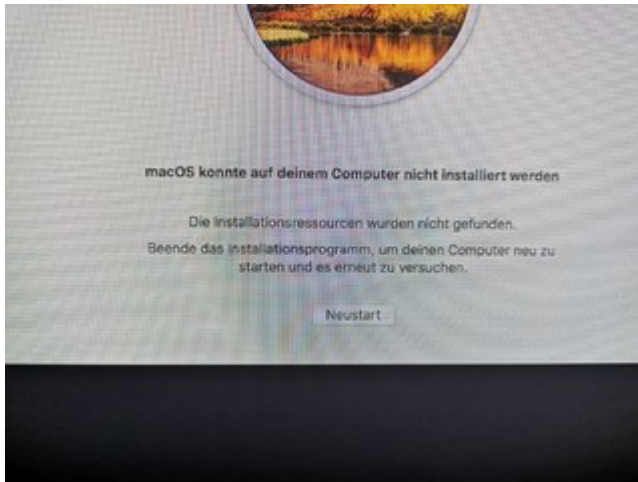 macOS konnte auf deinem Computer nicht installiert werden
Die Installationsressourcen wurden nicht gefunden.
Beende das Installationsprogramm, um deinen Computer neu zu
starten und es erneut zu versuchen.
Neustart